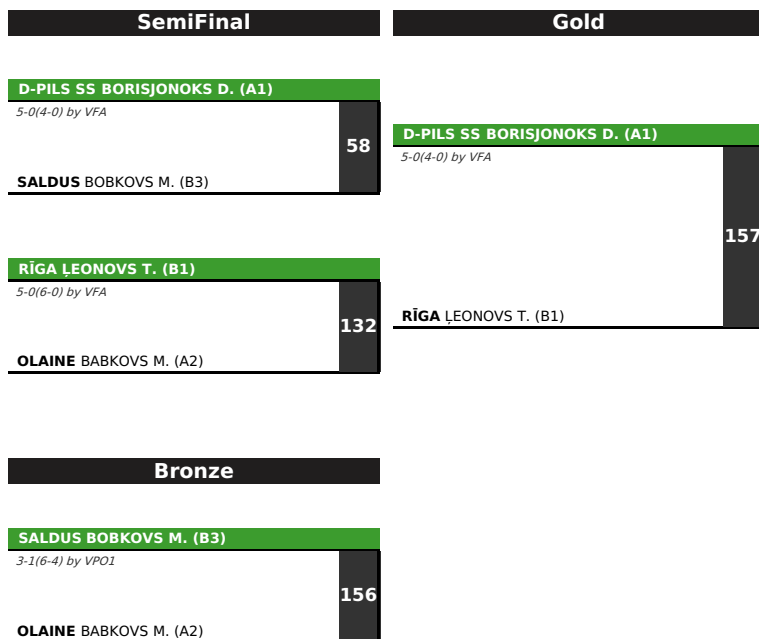 SemiFinal
D-PILS SS BORISJONOKS D. (A1)
5-0(4-0) by VFA
58
SALDUS BOBKOVS M. (B3)
RĪGA ĻEONOVS T. (B1)
5-0(6-0) by VFA
132
OLAINE BABKOVS M. (A2)
Gold
D-PILS SS BORISJONOKS D. (A1)
5-0(4-0) by VFA
157
RĪGA ĻEONOVS T. (B1)
Bronze
SALDUS BOBKOVS M. (B3)
3-1(6-4) by VPO1
156
OLAINE BABKOVS M. (A2)